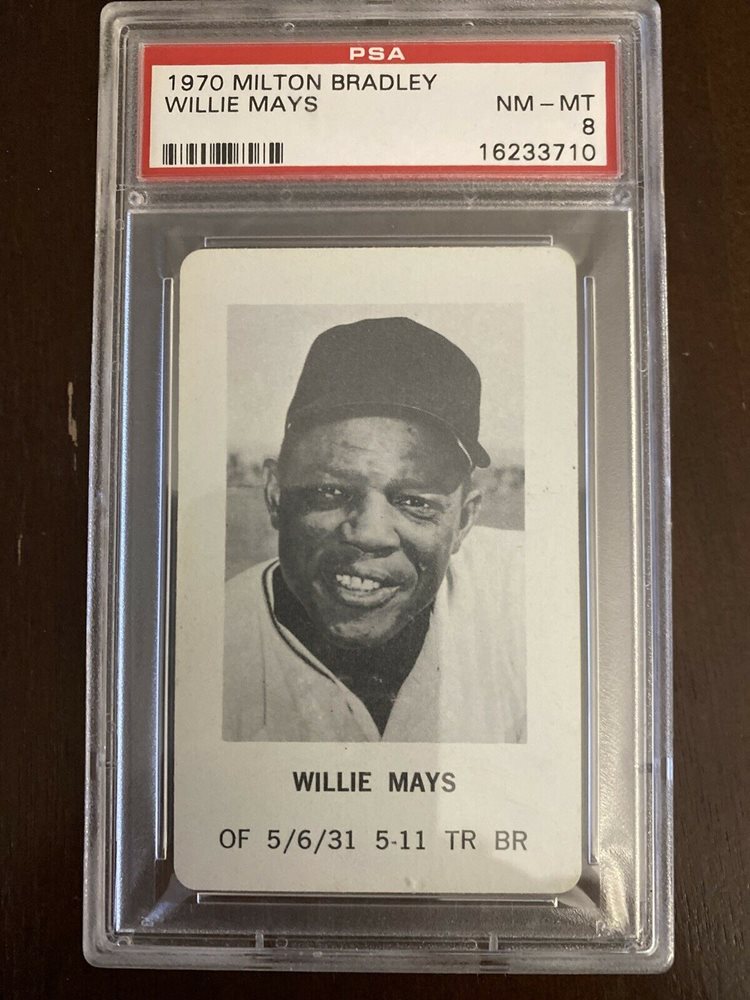 PSA
1970 MILTON BRADLEY
WILLIE MAYS NM – MT
8
16233710
WILLIE MAYS
OF 5/6/31 5-11 TR BR